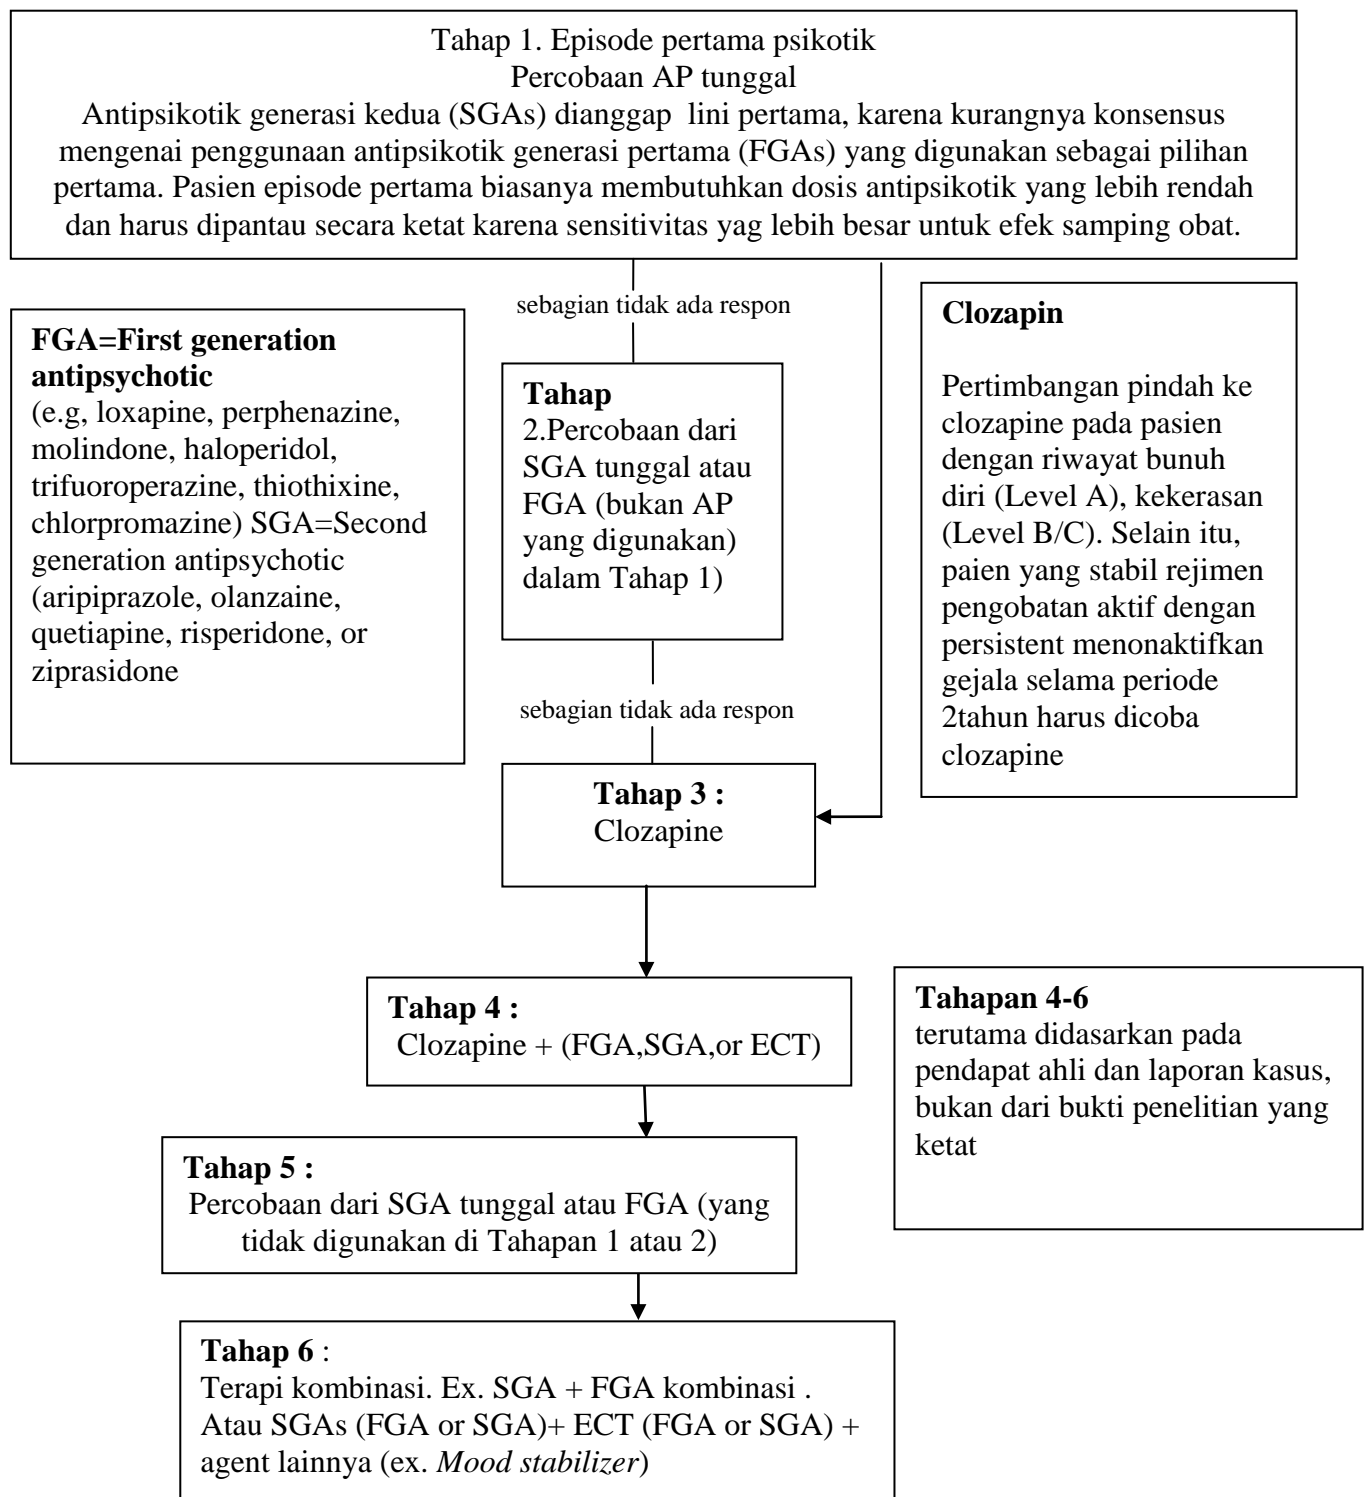 Tahap 1. Episode pertama psikotik
Percobaan AP tunggal
Antipsikotik generasi kedua (SGAs) dianggap lini pertama, karena kurangnya konsensus
mengenai penggunaan antipsikotik generasi pertama (FGAs) yang digunakan sebagai pilihan
pertama. Pasien episode pertama biasanya membutuhkan dosis antipsikotik yang lebih rendah
dan harus dipantau secara ketat karena sensitivitas yag lebih besar untuk efek samping obat.
sebagian tidak ada respon
FGA=First generation
antipsychotic
(e.g, loxapine, perphenazine,
molindone, haloperidol,
trifuoroperazine, thiothixine,
chlorpromazine) SGA=Second
generation antipsychotic
(aripiprazole, olanzaine,
quetiapine, risperidone, or
ziprasidone
Tahap
2.Percobaan dari
SGA tunggal atau
FGA (bukan AP
yang digunakan)
dalam Tahap 1)
Clozapin
Pertimbangan pindah ke
clozapine pada pasien
dengan riwayat bunuh
diri (Level A), kekerasan
(Level B/C). Selain itu,
paien yang stabil rejimen
pengobatan aktif dengan
persistent menonaktifkan
gejala selama periode
2tahun harus dicoba
clozapine
sebagian tidak ada respon
Tahap 3 :
Clozapine
Tahap 4 :
Clozapine + (FGA,SGA,or ECT)
Tahapan 4-6
terutama didasarkan pada
pendapat ahli dan laporan kasus,
bukan dari bukti penelitian yang
ketat
Tahap 5 :
Percobaan dari SGA tunggal atau FGA (yang
tidak digunakan di Tahapan 1 atau 2)
Tahap 6 :
Terapi kombinasi. Ex. SGA + FGA kombinasi .
Atau SGAs (FGA or SGA)+ ECT (FGA or SGA) +
agent lainnya (ex. Mood stabilizer)